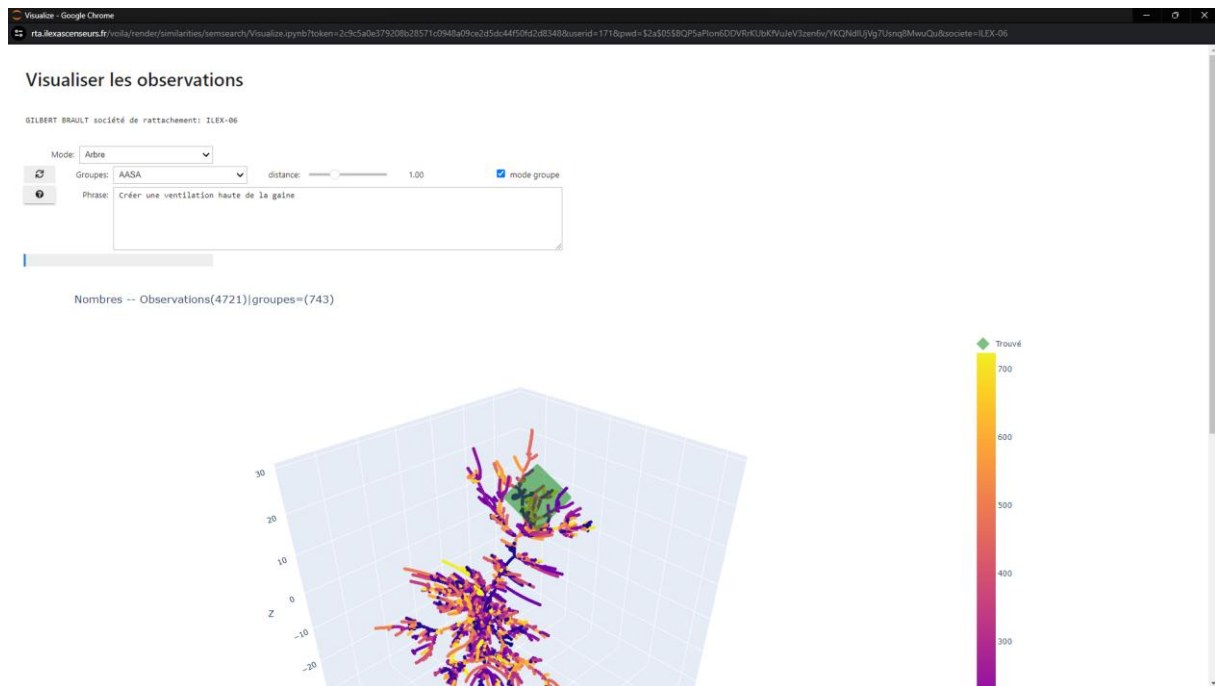 Visualize - Google Chrome
Visualiser les observations
GILBERT BRAULT société de rattachement: ILEX-06
Mode: Arbre
Groupes: AASA distance: 1.00 mode groupe
Phrase: Créer une ventilation haute de la gaine
Nombres -- Observations(4721)|groupes=(743)
Trouvé
700
600
500
400
300
30
20
10
0
Z
−10
−20